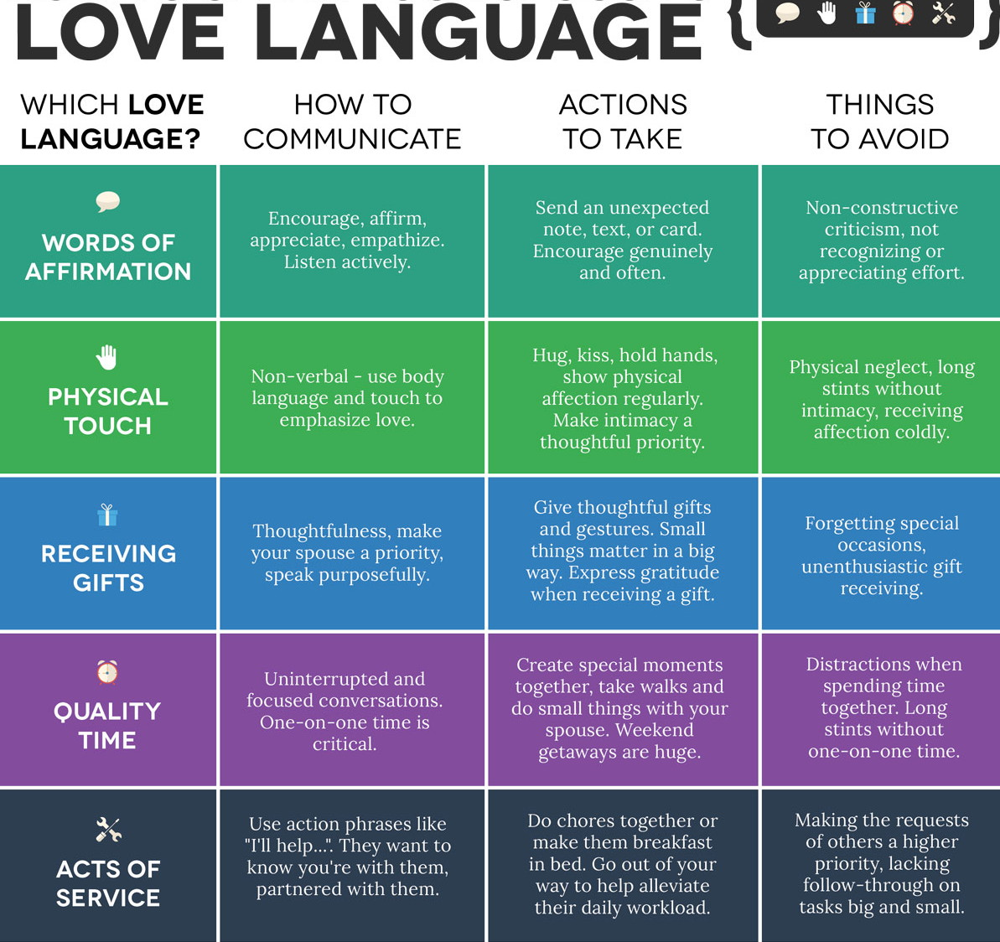 LOVE LANGUAGE
WHICH LOVE
LANGUAGE?
HOW TO
COMMUNICATE
ACTIONS
TO TAKE
THINGS
TO AVOID
WORDS OF
AFFIRMATION
Encourage, affirm,
appreciate, empathize.
Listen actively.
Send an unexpected
note, text, or card.
Encourage genuinely
and often.
Non-constructive
criticism, not
recognizing or
appreciating effort.
PHYSICAL
TOUCH
Non-verbal - use body
language and touch to
emphasize love.
Hug, kiss, hold hands,
show physical
affection regularly.
Make intimacy a
thoughtful priority.
Physical neglect, long
stints without
intimacy, receiving
affection coldly.
RECEIVING
GIFTS
Thoughtfulness, make
your spouse a priority,
speak purposefully.
Give thoughtful gifts
and gestures. Small
things matter in a big
way. Express gratitude
when receiving a gift.
Forgetting special
occasions,
unenthusiastic gift
receiving.
QUALITY
TIME
Uninterrupted and
focused conversations.
One-on-one time is
critical.
Create special moments
together, take walks and
do small things with your
spouse. Weekend
getaways are huge.
Distractions when
spending time
together. Long
stints without
one-on-one time.
ACTS OF
SERVICE
Use action phrases like
"I'll help...". They want to
know you're with them,
partnered with them.
Do chores together or
make them breakfast
in bed. Go out of your
way to help alleviate
their daily workload.
Making the requests
of others a higher
priority, lacking
follow-through on
tasks big and small.